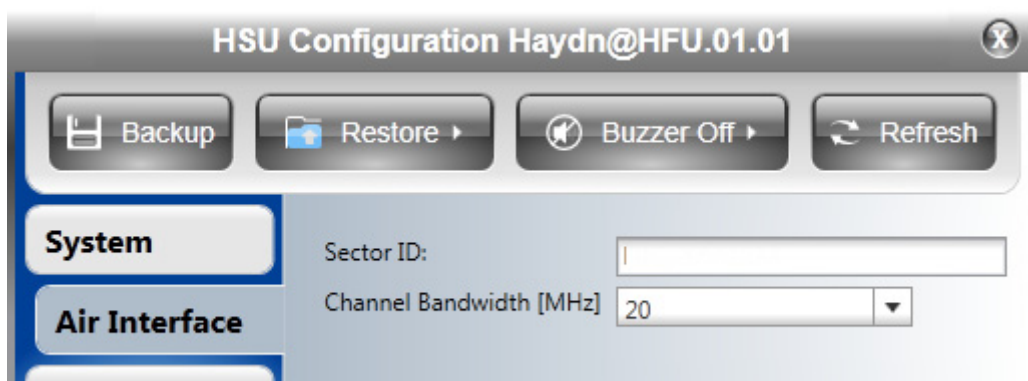 HSU Configuration Haydn@HFU.01.01
X
Backup Restore Buzzer Off Refresh
System
Sector ID:
Channel Bandwidth [MHz] 20
Air Interface